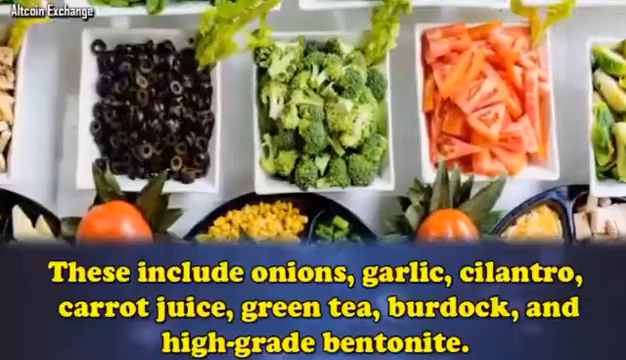 Altcoin Exchange
These include onions, garlic, cilantro,
carrot juice, green tea, burdock, and
high-grade bentonite.